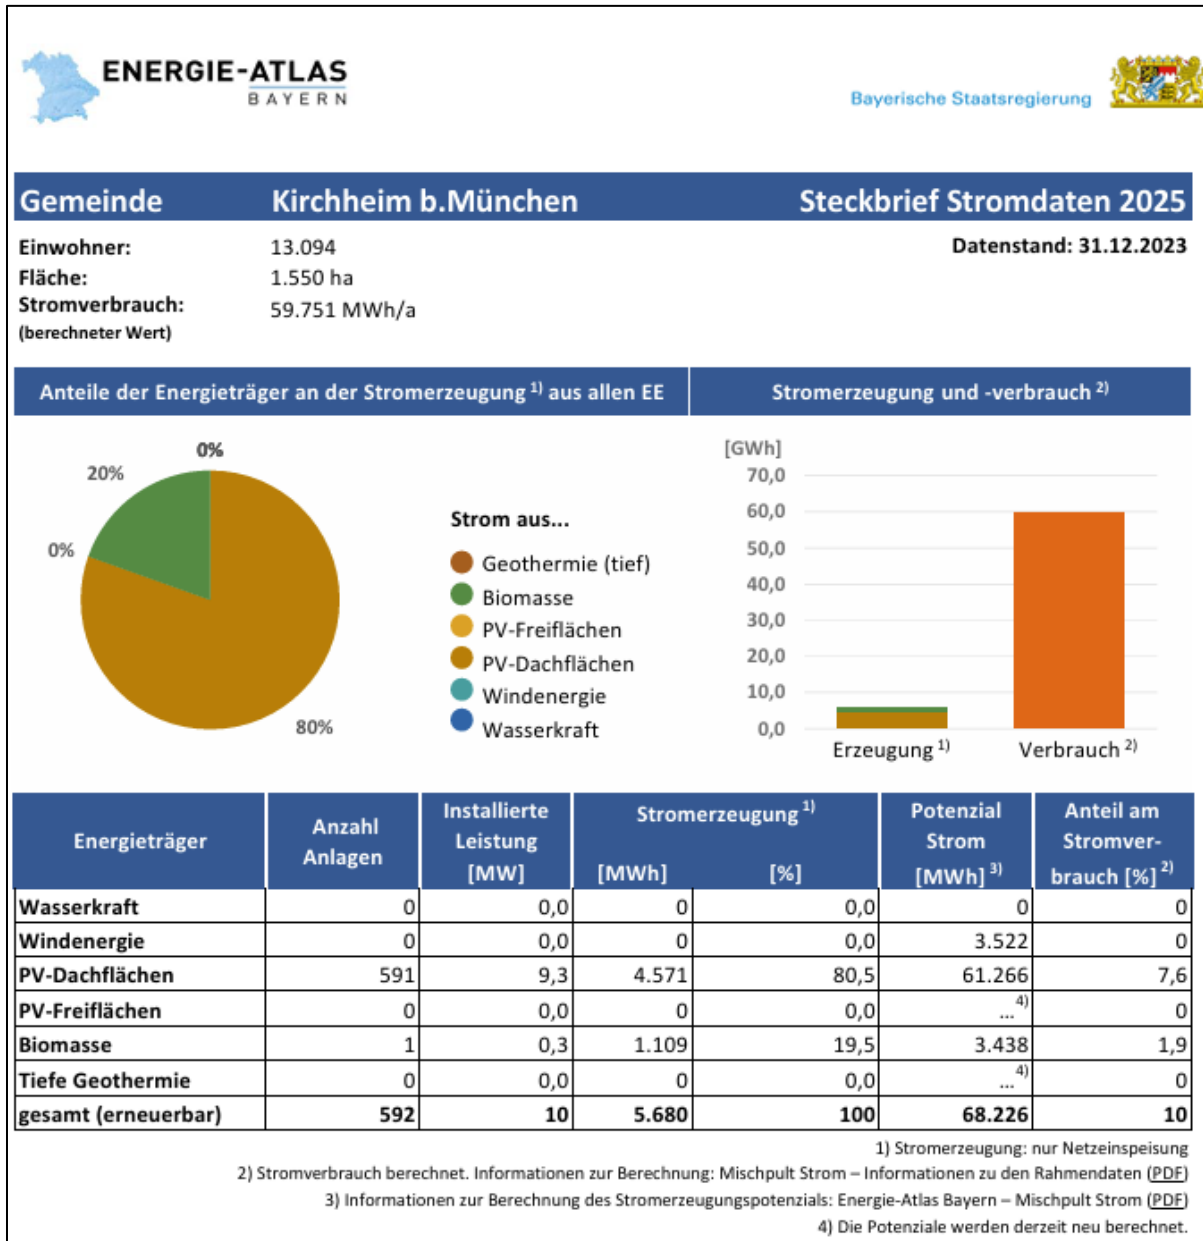 ENERGIE-ATLAS
BAYERN
Bayerische Staatsregierung
Gemeinde Kirchheim b.München Steckbrief Stromdaten 2025
Einwohner: 13.094 Datenstand: 31.12.2023
Fläche: 1.550 ha
Stromverbrauch: 59.751 MWh/a
(berechneter Wert)
Anteile der Energieträger an der Stromerzeugung 1) aus allen EE
0%
20%
0%
80%
Strom aus...
Geothermie (tief)
Biomasse
PV-Freiflächen
PV-Dachflächen
Windenergie
Wasserkraft
Stromerzeugung und -verbrauch 2)
[GWh]
70,0
60,0
50,0
40,0
30,0
20,0
10,0
0,0
Erzeugung 1) Verbrauch 2)
Energieträger
Anzahl
Anlagen
Installierte
Leistung
[MW]
Stromerzeugung 1)
[MWh] [%]
Potenzial
Strom
[MWh] 3)
Anteil am
Stromver-
brauch [%] 2)
Wasserkraft 0 0,0 0 0,0 0 0
Windenergie 0 0,0 0 0,0 3.522 0
PV-Dachflächen 591 9,3 4.571 80,5 61.266 7,6
PV-Freiflächen 0 0,0 0 0,0 ... 4) 0
Biomasse 1 0,3 1.109 19,5 3.438 1,9
Tiefe Geothermie 0 0,0 0 0,0 ... 4) 0
gesamt (erneuerbar) 592 10 5.680 100 68.226 10
1) Stromerzeugung: nur Netzeinspeisung
2) Stromverbrauch berechnet. Informationen zur Berechnung: Mischpult Strom – Informationen zu den Rahmendaten (PDF)
3) Informationen zur Berechnung des Stromerzeugungspotenzials: Energie-Atlas Bayern – Mischpult Strom (PDF)
4) Die Potenziale werden derzeit neu berechnet.